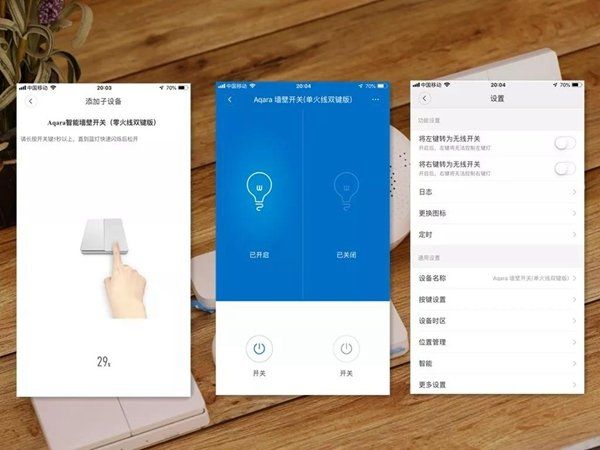 中国移动 20:03 70%
添加子设备
Aqara智能墙壁开关（零火线双键版）
请长按开关键5秒以上，直到蓝灯快速闪烁后松开
29s
中国移动 20:04 70%
Aqara 墙壁开关(单火线双键版)
已开启 已关闭
开关 开关
中国移动 20:04 70%
设置
功能设置
将左键转为无线开关
开启后，左键将无法控制左键灯
将右键转为无线开关
开启后，右键将无法控制右键灯
日志
更换图标
定时
通用设置
设备名称 Aqara 墙壁开关(单火线双键版)
按键设置
设备时区
位置管理
智能
更多设置